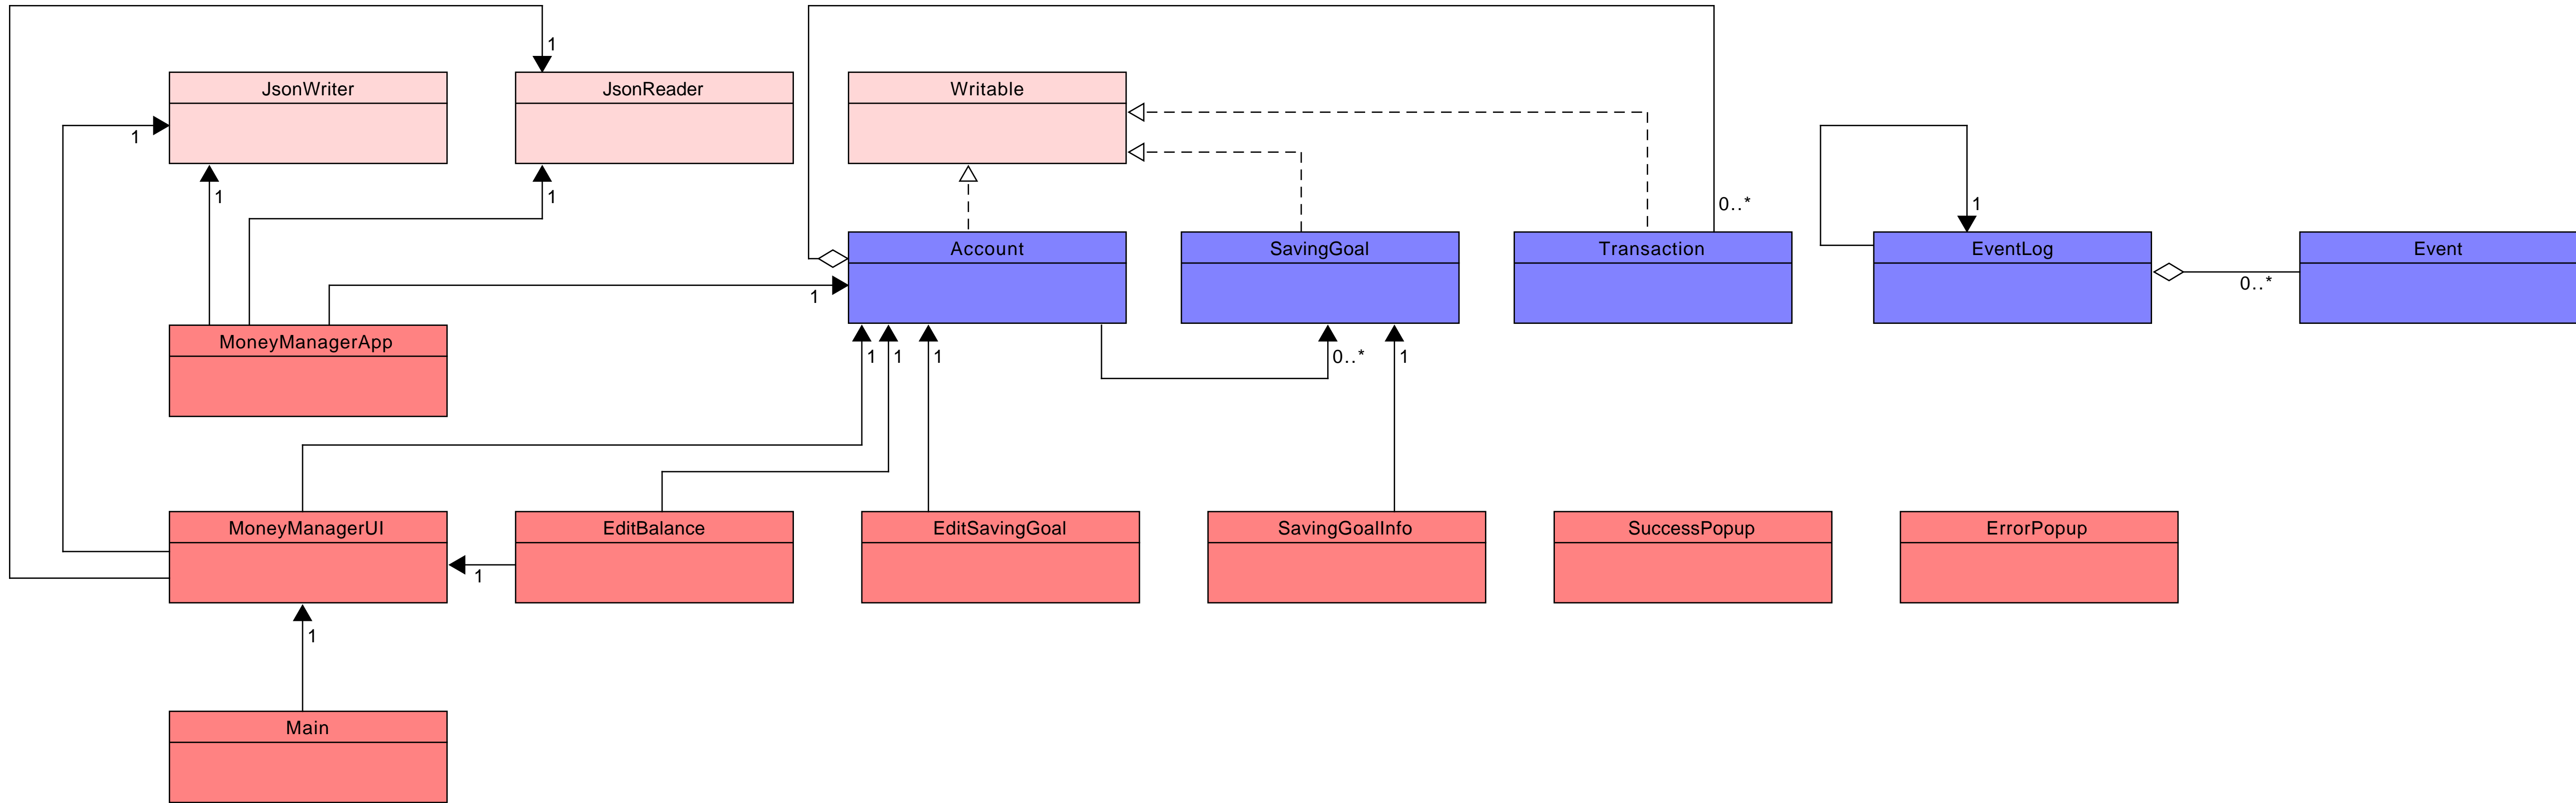 1
JsonWriter
JsonReader
Writable
1
1
1
0..*
1
Account
SavingGoal
Transaction
EventLog
Event
0..*
1
MoneyManagerApp
1
1
1
0..*
1
MoneyManagerUI
EditBalance
EditSavingGoal
SavingGoalInfo
SuccessPopup
ErrorPopup
1
1
Main